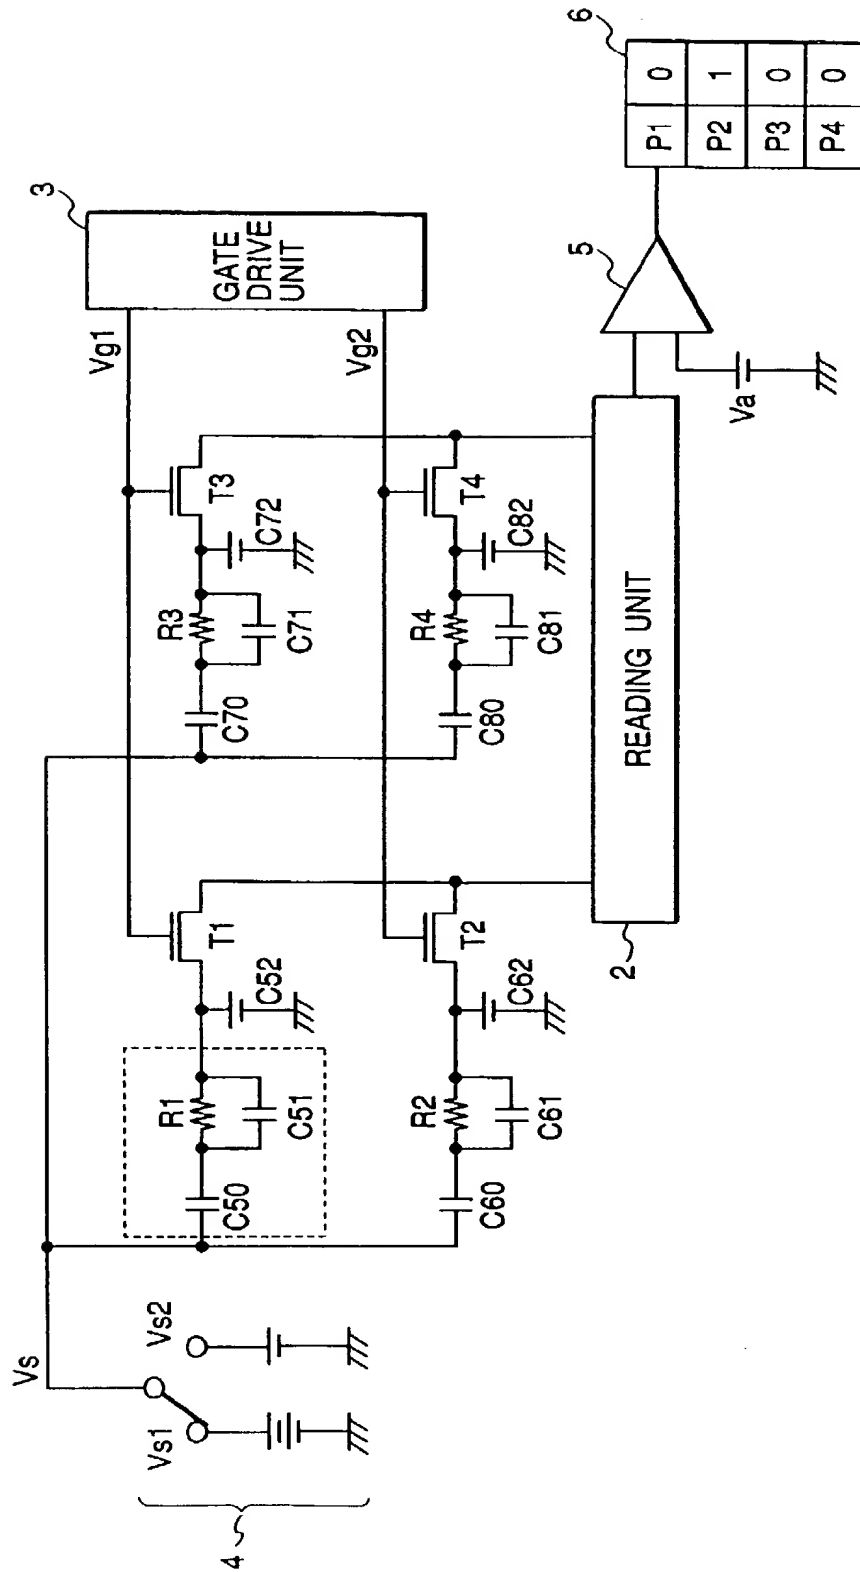 Vs
Vs1
Vs2
4
C50
R1
C51
C52
T1
C60
R2
C61
C62
T2
Vg1
Vg2
GATE
DRIVE
UNIT
3
C70
R3
C71
C72
T3
C80
R4
C81
C82
T4
READING UNIT
2
Va
5
6
P1 0
P2 1
P3 0
P4 0